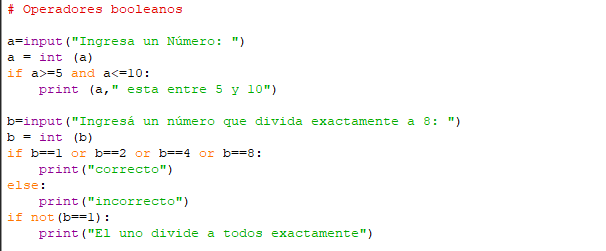 # Operadores booleanos
a=input("Ingresa un Número: ")
a = int (a)
if a>=5 and a<=10:
    print (a," esta entre 5 y 10")
b=input("Ingresá un número que divida exactamente a 8: ")
b = int (b)
if b==1 or b==2 or b==4 or b==8:
    print("correcto")
else:
    print("incorrecto")
if not(b==1):
    print("El uno divide a todos exactamente")